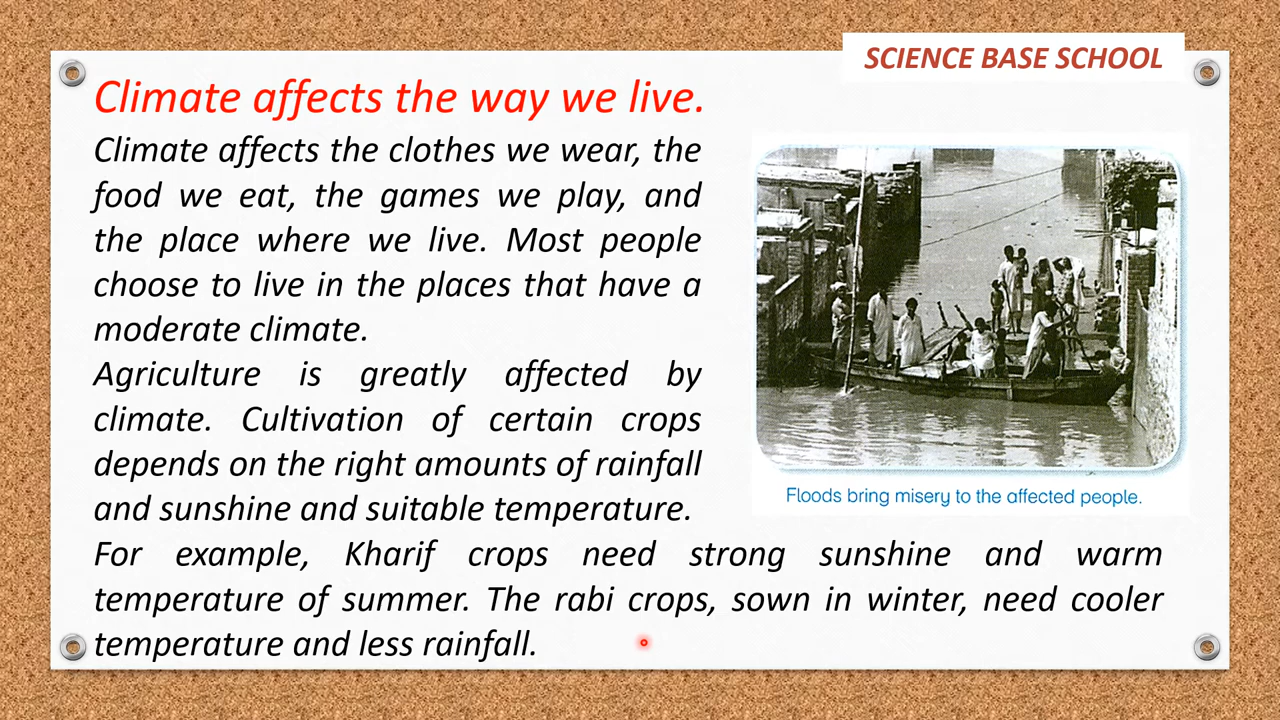 SCIENCE BASE SCHOOL
Climate affects the way we live.
Climate affects the clothes we wear, the
food we eat, the games we play, and
the place where we live. Most people
choose to live in the places that have a
moderate climate.
Agriculture is greatly affected by
climate. Cultivation of certain crops
depends on the right amounts of rainfall
and sunshine and suitable temperature.
For example, Kharif crops need strong sunshine and warm
temperature of summer. The rabi crops, sown in winter, need cooler
temperature and less rainfall.
Floods bring misery to the affected people.